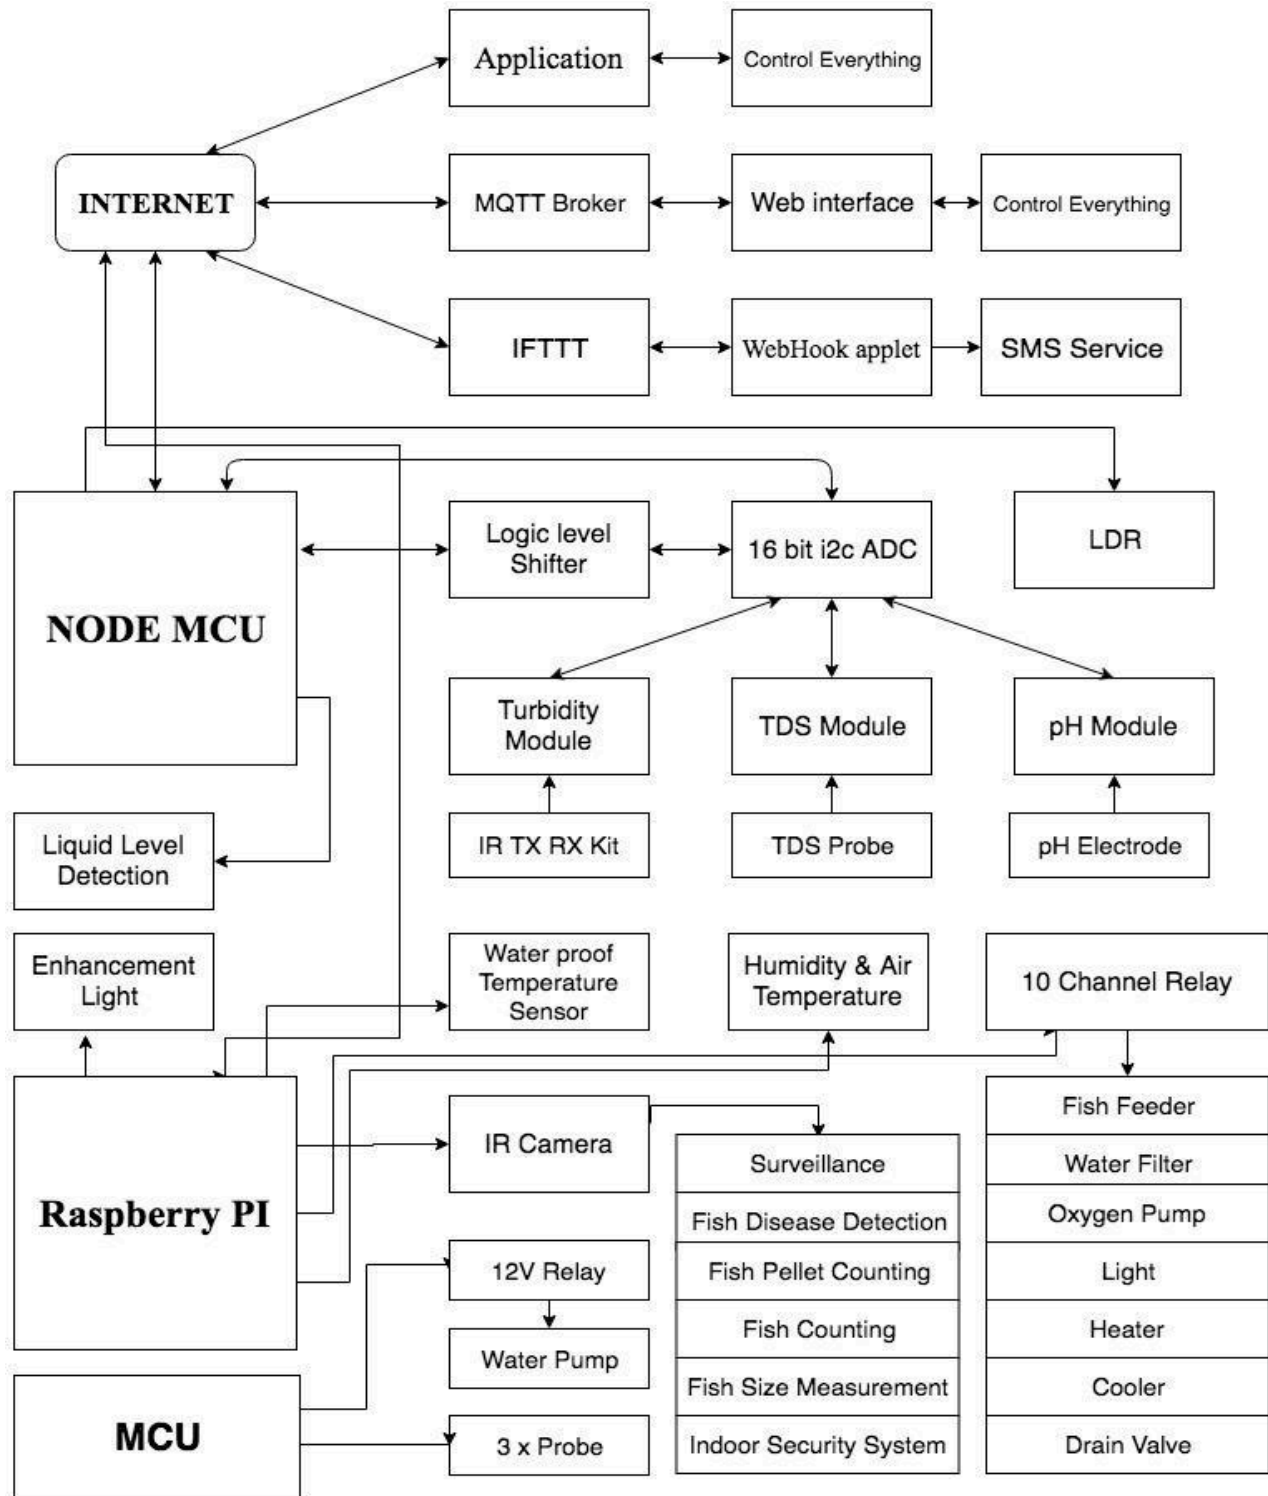 Application
Control Everything
INTERNET
MQTT Broker
Web interface
Control Everything
IFTTT
WebHook applet
SMS Service
NODE MCU
Logic level
Shifter
16 bit i2c ADC
LDR
Turbidity
Module
TDS Module
pH Module
Liquid Level
Detection
IR TX RX Kit
TDS Probe
pH Electrode
Enhancement
Light
Water proof
Temperature
Sensor
Humidity & Air
Temperature
10 Channel Relay
Raspberry PI
IR Camera
Surveillance
Fish Disease Detection
Fish Pellet Counting
Fish Counting
Fish Size Measurement
Indoor Security System
Fish Feeder
Water Filter
Oxygen Pump
Light
Heater
Cooler
Drain Valve
12V Relay
Water Pump
MCU
3 x Probe